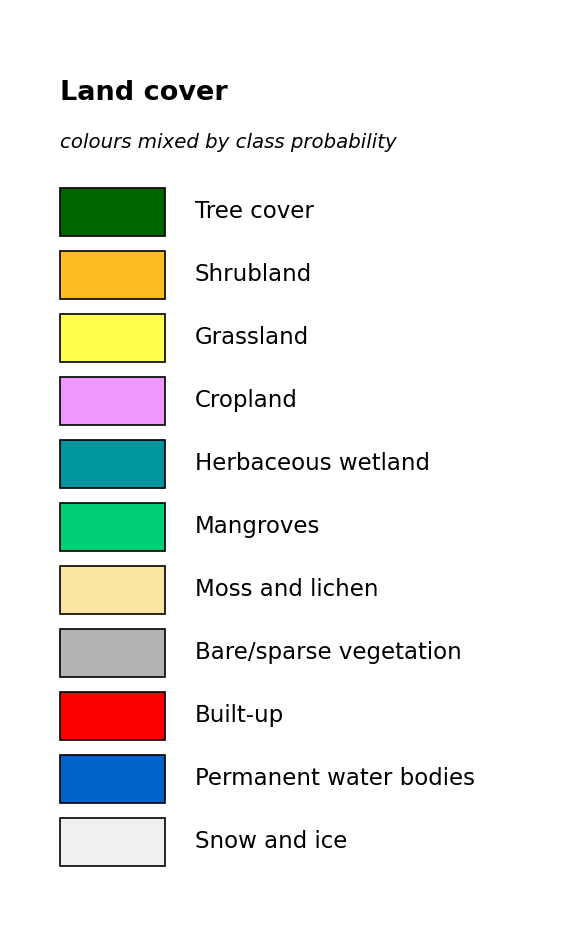 Land cover
colours mixed by class probability
Tree cover
Shrubland
Grassland
Cropland
Herbaceous wetland
Mangroves
Moss and lichen
Bare/sparse vegetation
Built-up
Permanent water bodies
Snow and ice